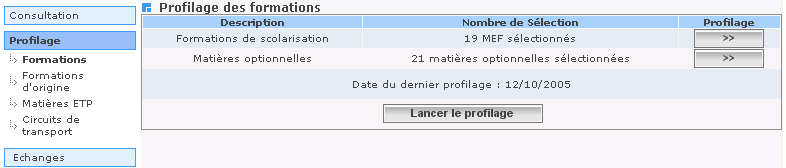 Consultation
Profilage
Formations
Formations
d'origine
Matières ETP
Circuits de
transport
Echanges
Profilage des formations
Description Nombre de Sélection Profilage
Formations de scolarisation 19 MEF sélectionnés >>
Matières optionnelles 21 matières optionnelles sélectionnées >>
Date du dernier profilage : 12/10/2005
Lancer le profilage